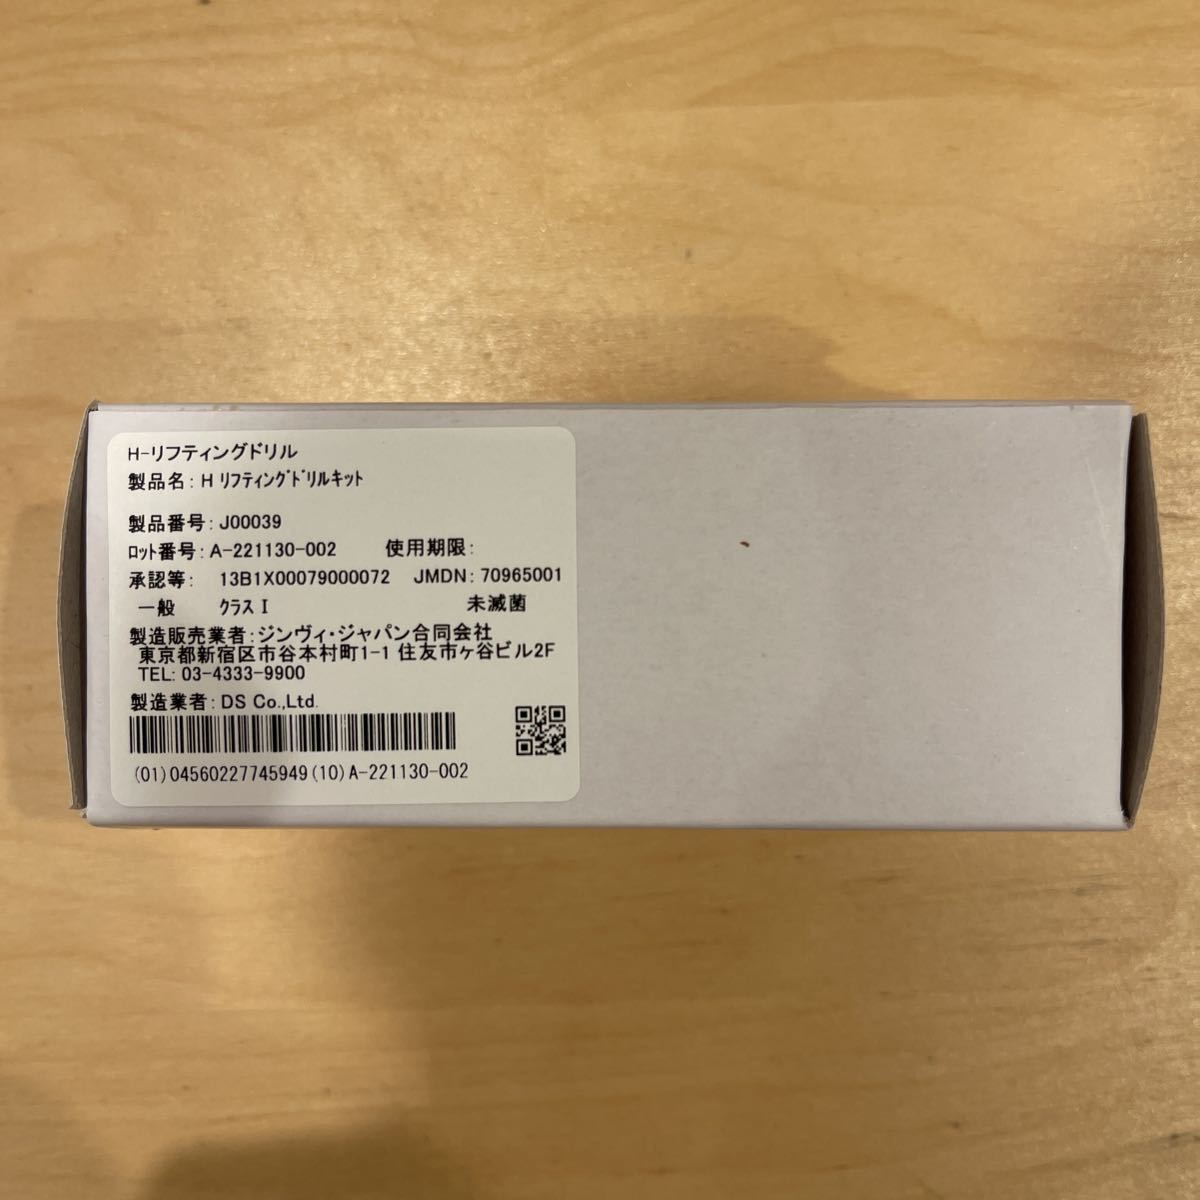 H-リフティングドリル
製品名: H ﾘﾌﾃｨﾝｸﾞﾄﾞﾘﾙｷｯﾄ
製品番号: J00039
ﾛｯﾄ番号: A-221130-002 使用期限:
承認等: 13B1X00079000072 JMDN: 70965001
一般 ｸﾗｽ I 未滅菌
製造販売業者: ジンヴィ・ジャパン合同会社
東京都新宿区市谷本村町1-1 住友市ヶ谷ビル2F
TEL: 03-4333-9900
製造業者: DS Co.,Ltd.
(01)04560227745949(10)A-221130-002